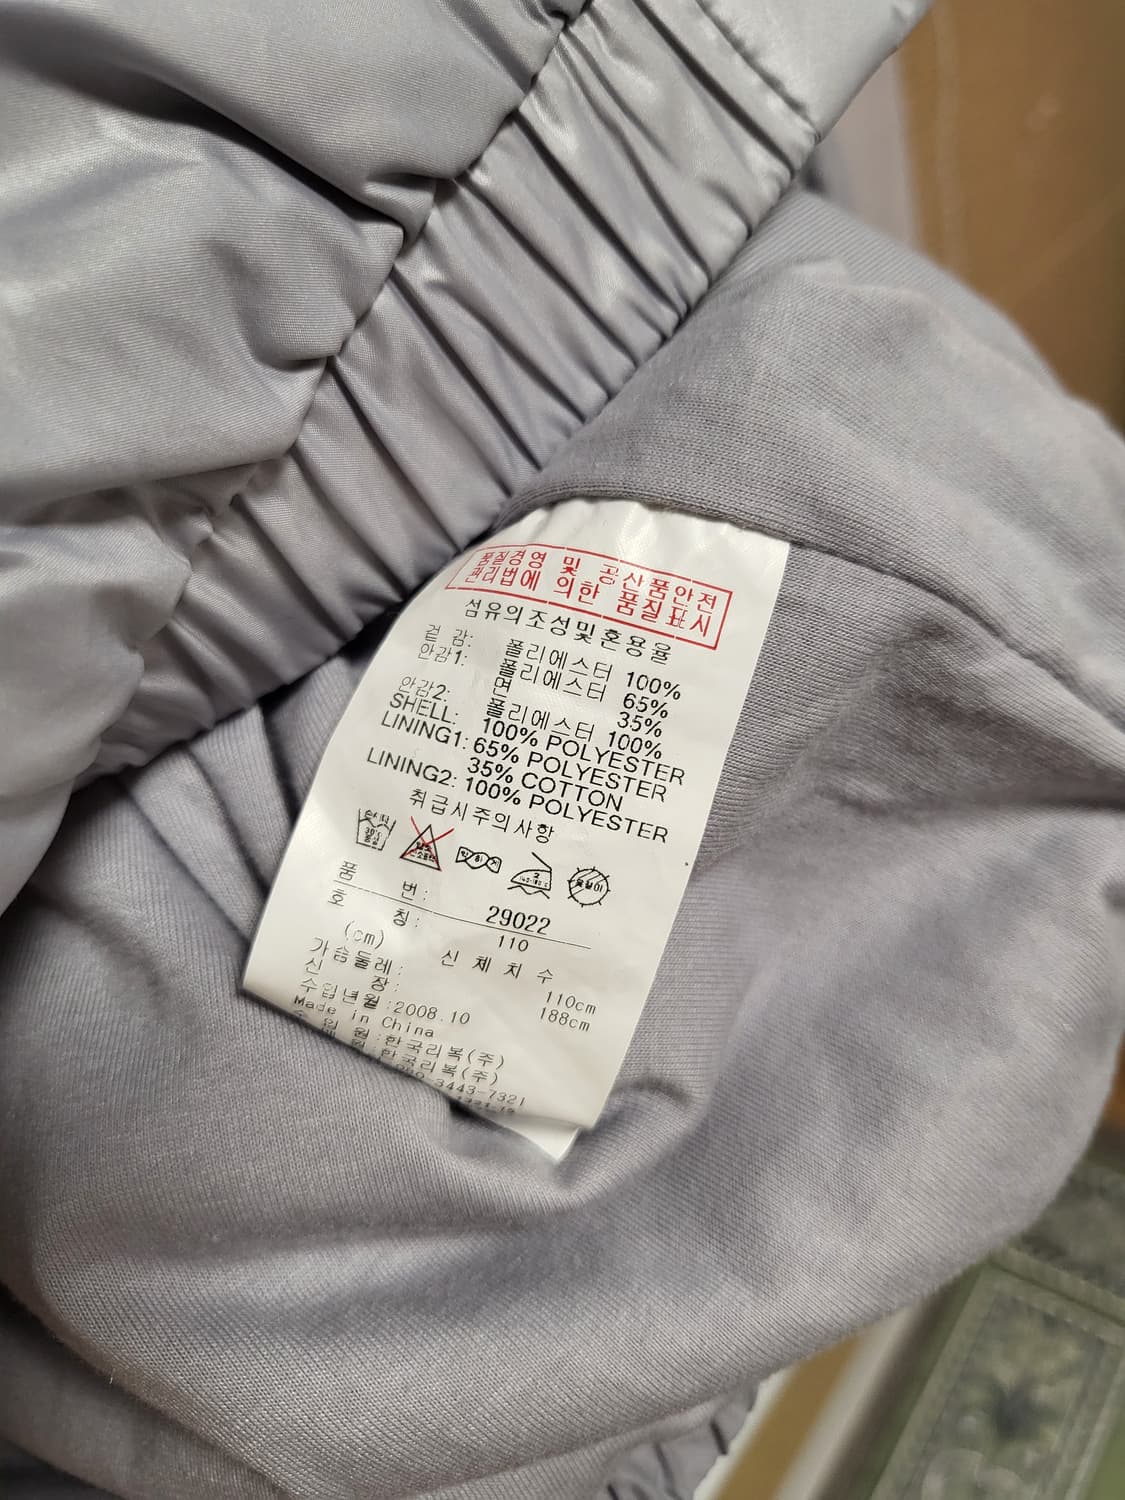 품질경영 및 공산품안전
관리법에 의한 품질표시
섬유의조성및혼용율
겉 감: 폴리에스터 100%
안감1: 폴리에스터 65%
면 35%
안감2: 폴리에스터 100%
SHELL: 100% POLYESTER
LINING1: 65% POLYESTER
35% COTTON
LINING2: 100% POLYESTER
취급시주의사항
품 번: 29022
호 칭: 110
(cm) 신 체 치 수
가슴둘레: 110cm
신 장: 188cm
수입년월:2008.10
Made in China
원:한국리복(주)
원:한국리복(주)
3443-7321